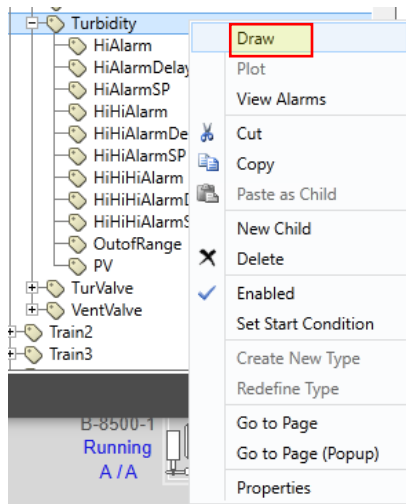 Turbidity
HiAlarm
HiAlarmDelay
HiAlarmSP
HiHiAlarm
HiHiAlarmDe
HiHiAlarmSP
HiHiHiAlarm
HiHiHiAlarm
HiHiHiAlarmS
OutofRange
PV
TurValve
VentValve
Train2
Train3
B-8500-1
Running
A / A
Draw
Plot
View Alarms
Cut
Copy
Paste as Child
New Child
Delete
Enabled
Set Start Condition
Create New Type
Redefine Type
Go to Page
Go to Page (Popup)
Properties